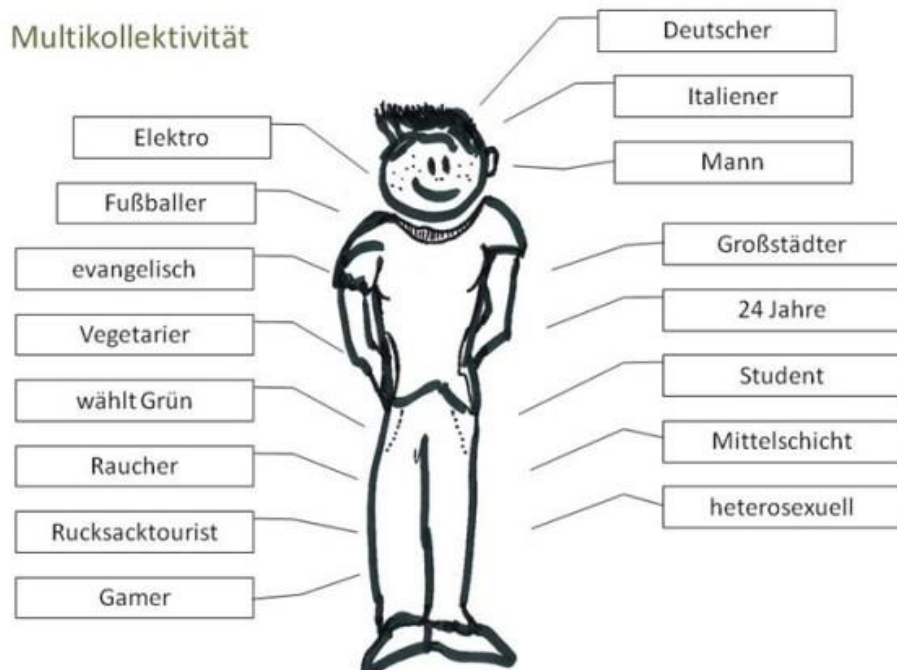 Multikollektivität
Elektro
Fußballer
evangelisch
Vegetarier
wählt Grün
Raucher
Rucksacktourist
Gamer
Deutscher
Italiener
Mann
Großstädter
24 Jahre
Student
Mittelschicht
heterosexuell